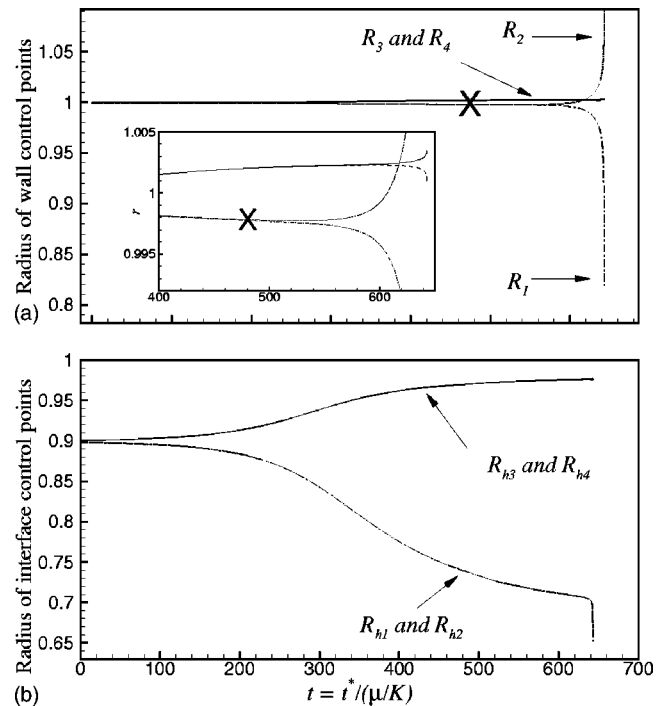 Radius of wall control points
1.05
1
0.95
0.9
0.85
0.8
R3 and R4
R2
R1
X
1.005
1
0.995
r
X
400
500
600
(a)
Radius of interface control points
1
0.95
0.9
0.85
0.8
0.75
0.7
0.65
Rh3 and Rh4
Rh1 and Rh2
0
100
200
300
400
500
600
700
(b)
t = t*/(μ/K)